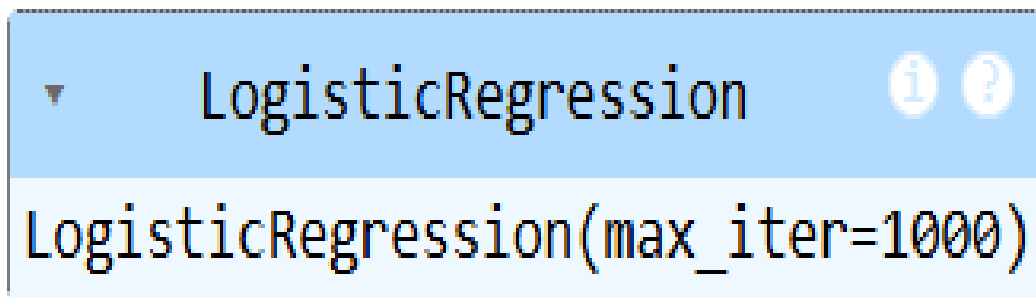 ▾ LogisticRegression i ?
LogisticRegression(max_iter=1000)